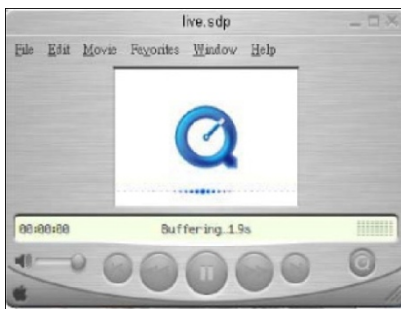 live.sdp
File Edit Movie Favorites Window Help
00:00:00 Buffering...1.9s